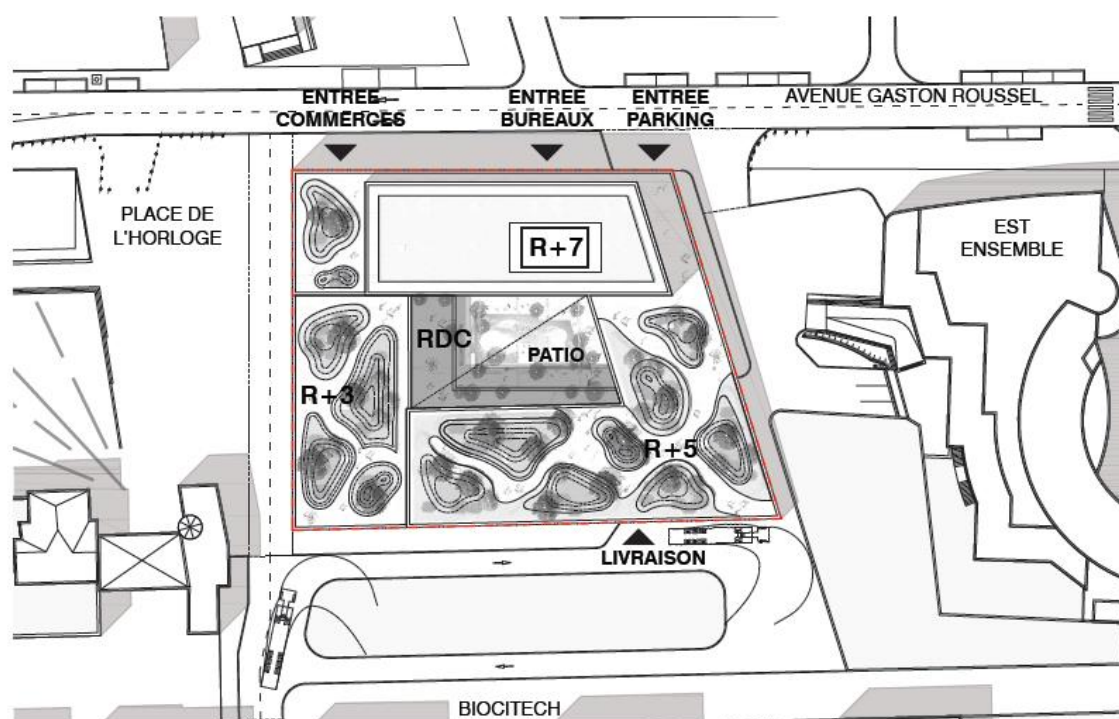 ENTREE
COMMERCES
ENTREE
BUREAUX
ENTREE
PARKING
AVENUE GASTON ROUSSEL
PLACE DE
L'HORLOGE
R+7
EST
ENSEMBLE
RDC
PATIO
R+3
R+5
LIVRAISON
BIOCITECH